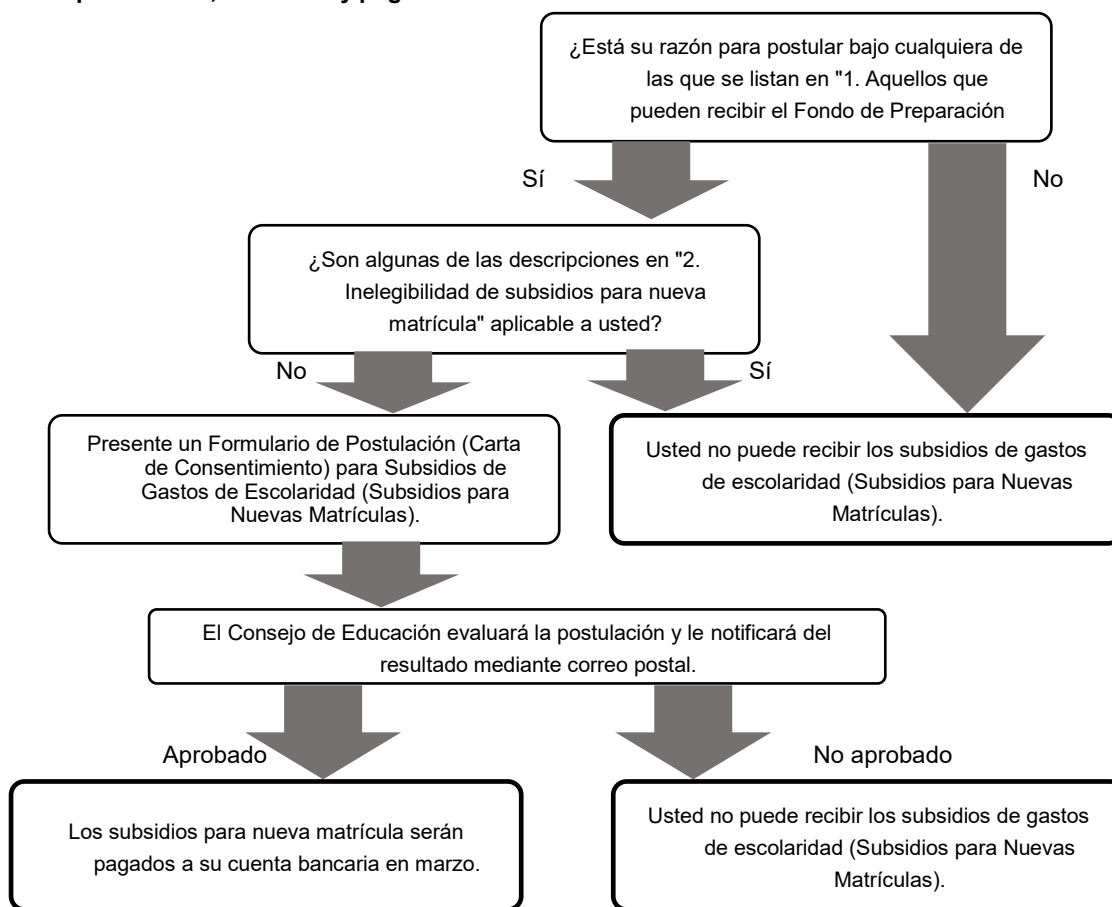 ¿Está su razón para postular bajo cualquiera de
las que se listan en "1. Aquellos que
pueden recibir el Fondo de Preparación
Sí
No
¿Son algunas de las descripciones en "2.
Inelegibilidad de subsidios para nueva
matrícula" aplicable a usted?
No
Sí
Presente un Formulario de Postulación (Carta
de Consentimiento) para Subsidios de
Gastos de Escolaridad (Subsidios para
Nuevas Matrículas).
Usted no puede recibir los subsidios de gastos
de escolaridad (Subsidios para Nuevas
Matrículas).
El Consejo de Educación evaluará la postulación y le notificará del
resultado mediante correo postal.
Aprobado
No aprobado
Los subsidios para nueva matrícula serán
pagados a su cuenta bancaria en marzo.
Usted no puede recibir los subsidios de gastos
de escolaridad (Subsidios para Nuevas
Matrículas).